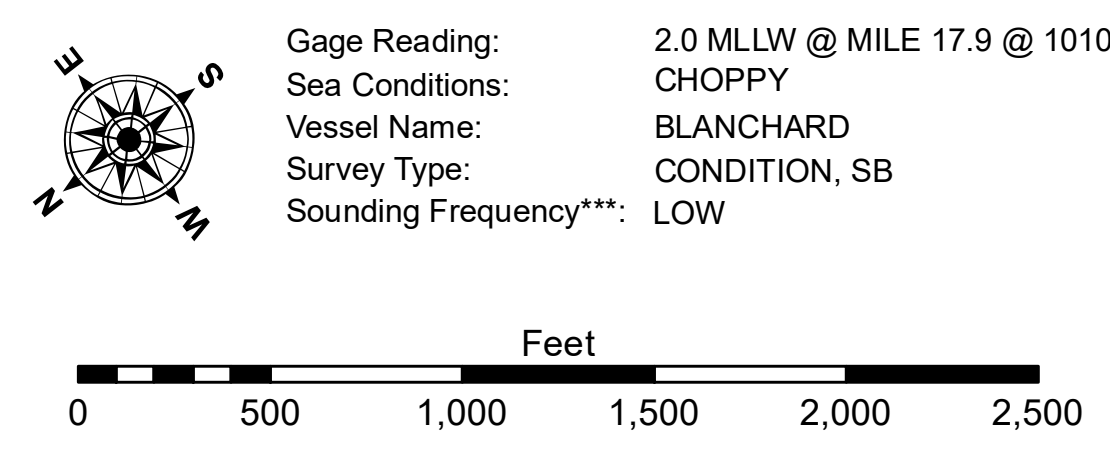 E
S
N
W
Gage Reading: 2.0 MLLW @ MILE 17.9 @ 1010
Sea Conditions: CHOPPY
Vessel Name: BLANCHARD
Survey Type: CONDITION, SB
Sounding Frequency***: LOW
Feet
0 500 1,000 1,500 2,000 2,500